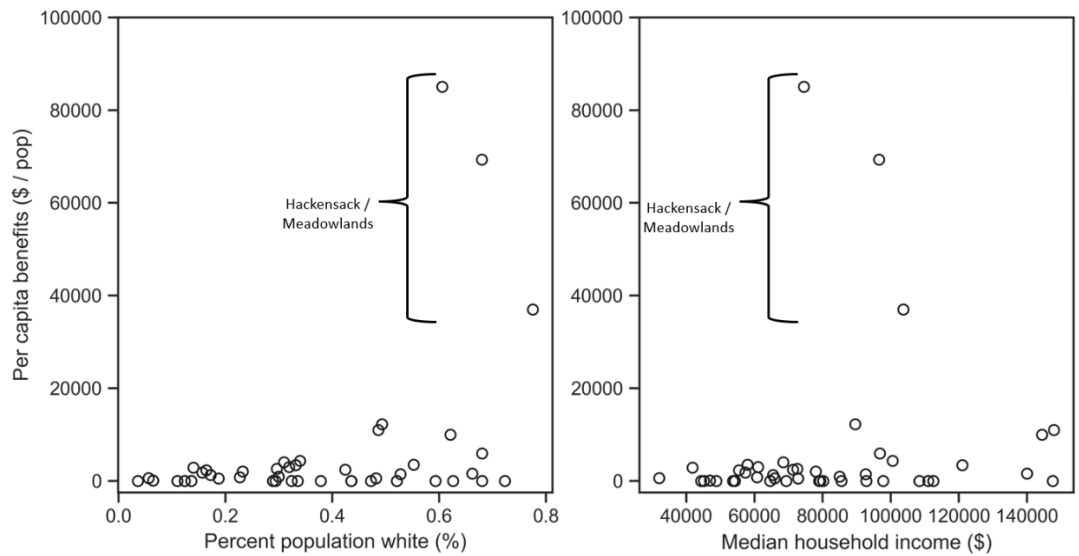 100000
80000
60000
40000
20000
0
Per capita benefits ($ / pop)
Hackensack /
Meadowlands
0.0 0.2 0.4 0.6 0.8
Percent population white (%)
100000
80000
60000
40000
20000
0
Hackensack /
Meadowlands
40000 60000 80000 100000 120000 140000
Median household income ($)